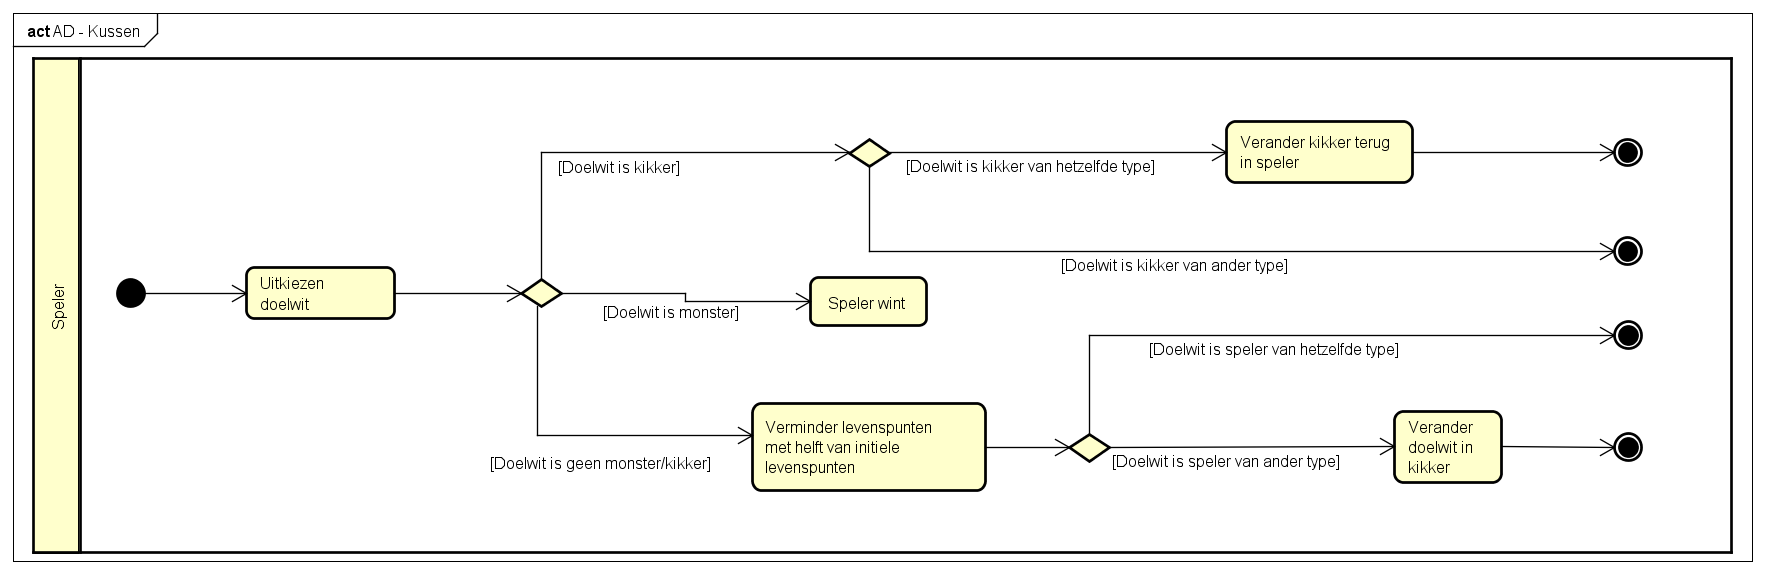 act AD - Kussen
Speler
Uitkiezen
doelwit
[Doelwit is kikker]
[Doelwit is kikker van hetzelfde type]
Verander kikker terug
in speler
[Doelwit is kikker van ander type]
[Doelwit is monster]
Speler wint
[Doelwit is geen monster/kikker]
Verminder levenspunten
met helft van initiele
levenspunten
[Doelwit is speler van hetzelfde type]
[Doelwit is speler van ander type]
Verander
doelwit in
kikker